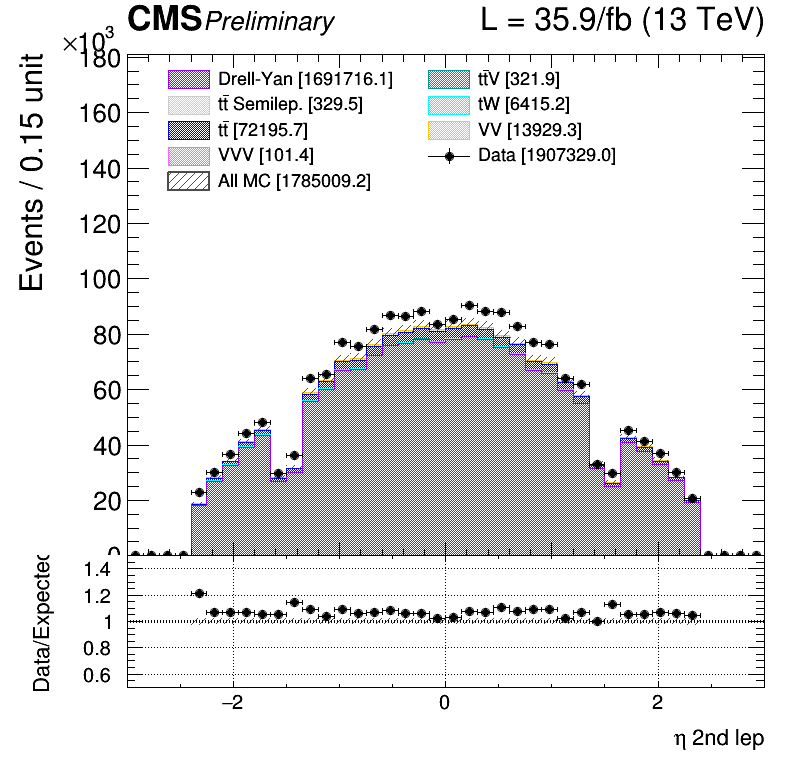 CMS Preliminary L = 35.9/fb (13 TeV)
×10³
180
160
140
120
100
80
60
40
20
0
Events / 0.15 unit
Drell-Yan [1691716.1]
tt̄ Semilep. [329.5]
tt̄ [72195.7]
VVV [101.4]
All MC [1785009.2]
tt̄V [321.9]
tW [6415.2]
VV [13929.3]
Data [1907329.0]
1.4
1.2
1
0.8
0.6
Data/Expected
−2 0 2
η 2nd lep